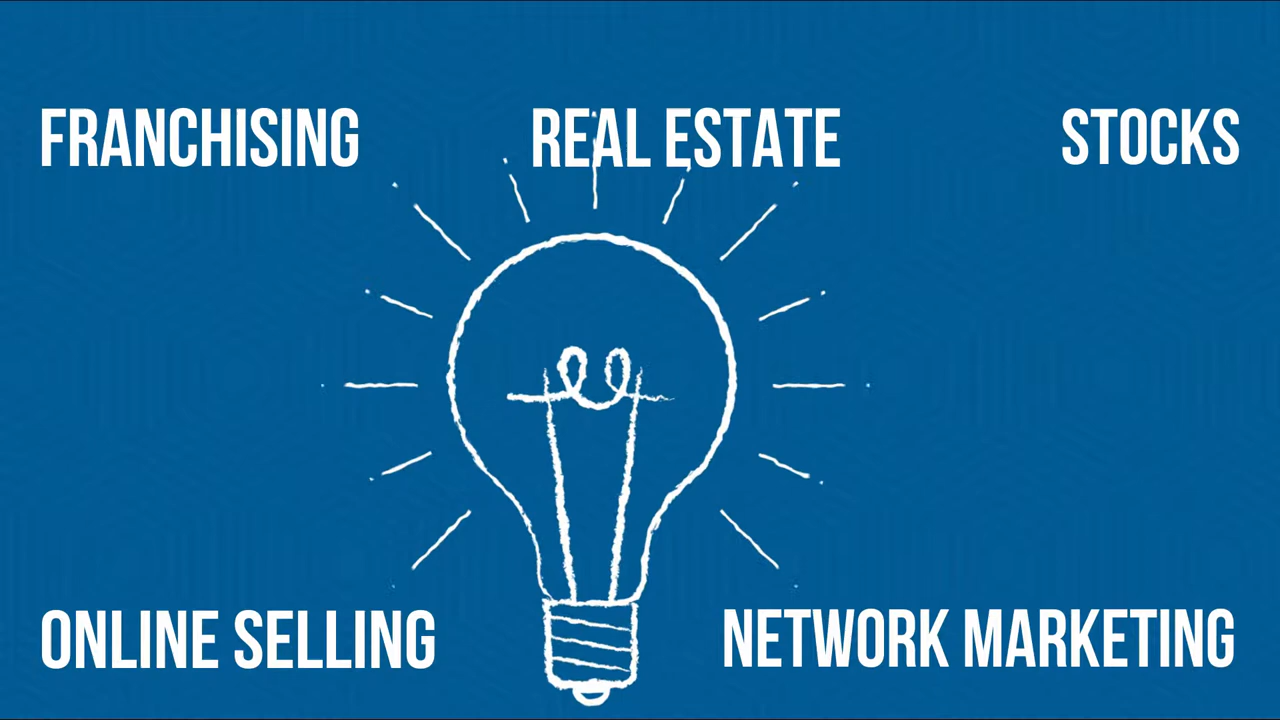 FRANCHISING
REAL ESTATE
STOCKS
ONLINE SELLING
NETWORK MARKETING